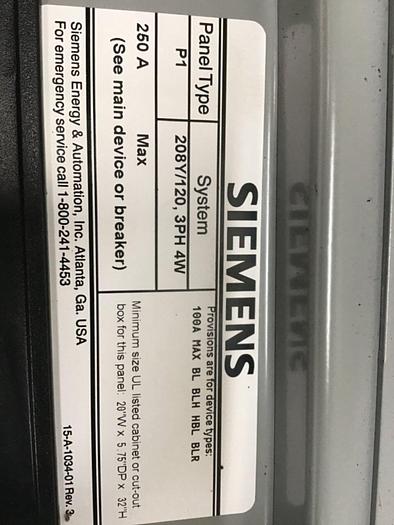 SIEMENS
Panel Type System
P1 208Y/120, 3PH 4W
Provisions are for device types:
100A MAX BL BLH HBL BLR
250 A Max
(See main device or breaker)
Minimum size UL listed cabinet or cut-out
box for this panel: 20"W x 5.75"DP x 32"H
Siemens Energy & Automation, Inc. Atlanta, Ga. USA
For emergency service call 1-800-241-4453
15-A-1034-01 Rev. 3